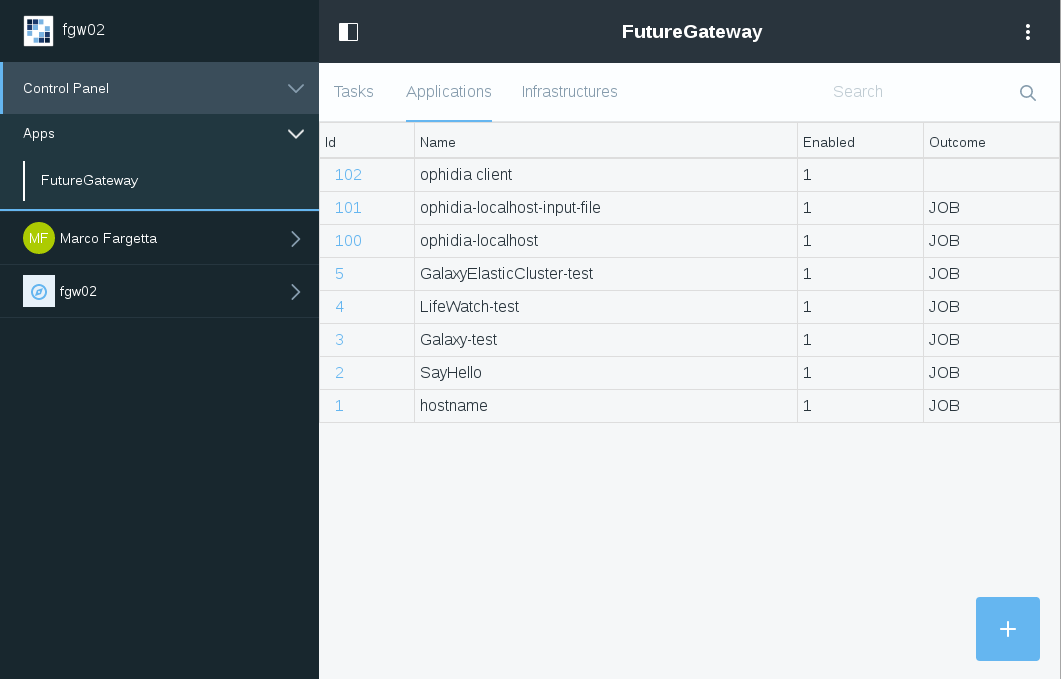 fgw02
Control Panel
Apps
FutureGateway
MF Marco Fargetta
fgw02
FutureGateway
Tasks Applications Infrastructures Search
Id Name Enabled Outcome
102 ophidia client 1
101 ophidia-localhost-input-file 1 JOB
100 ophidia-localhost 1 JOB
5 GalaxyElasticCluster-test 1 JOB
4 LifeWatch-test 1 JOB
3 Galaxy-test 1 JOB
2 SayHello 1 JOB
1 hostname 1 JOB